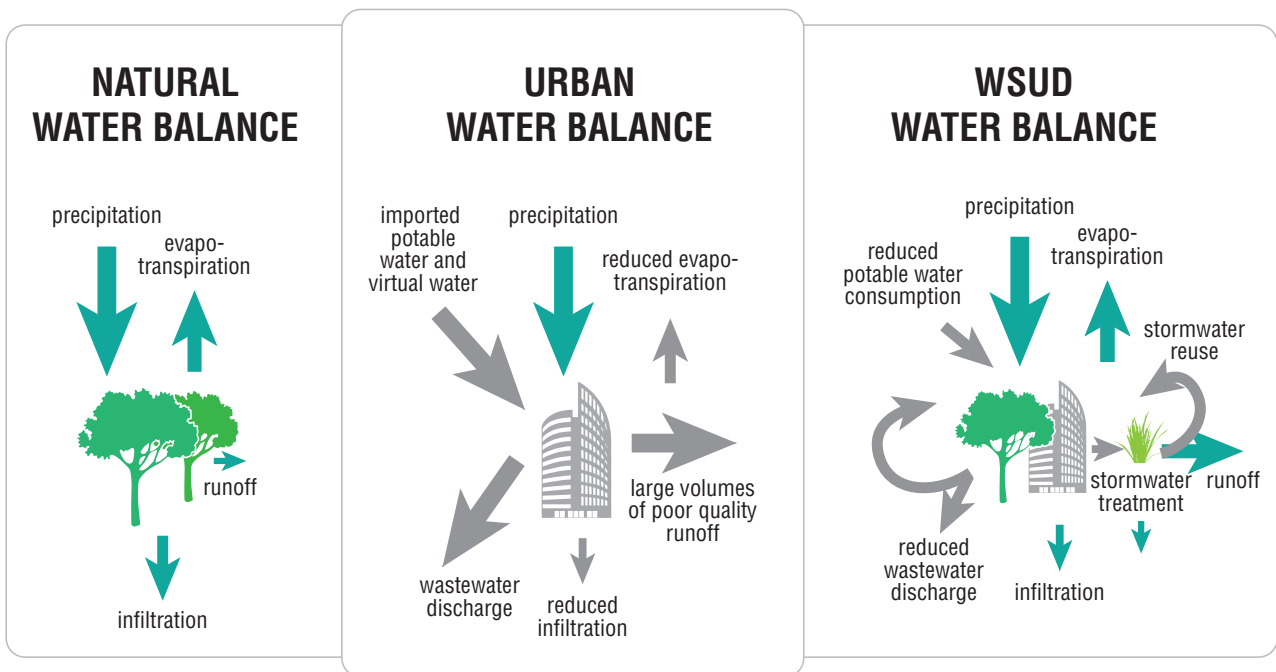 NATURAL
WATER BALANCE
precipitation
evapo-
transpiration
runoff
infiltration
URBAN
WATER BALANCE
imported
potable
water and
virtual water
precipitation
reduced evapo-
transpiration
large volumes
of poor quality
runoff
wastewater
discharge
reduced
infiltration
WSUD
WATER BALANCE
precipitation
reduced
potable water
consumption
evapo-
transpiration
stormwater
reuse
stormwater
treatment
runoff
reduced
wastewater
discharge
infiltration